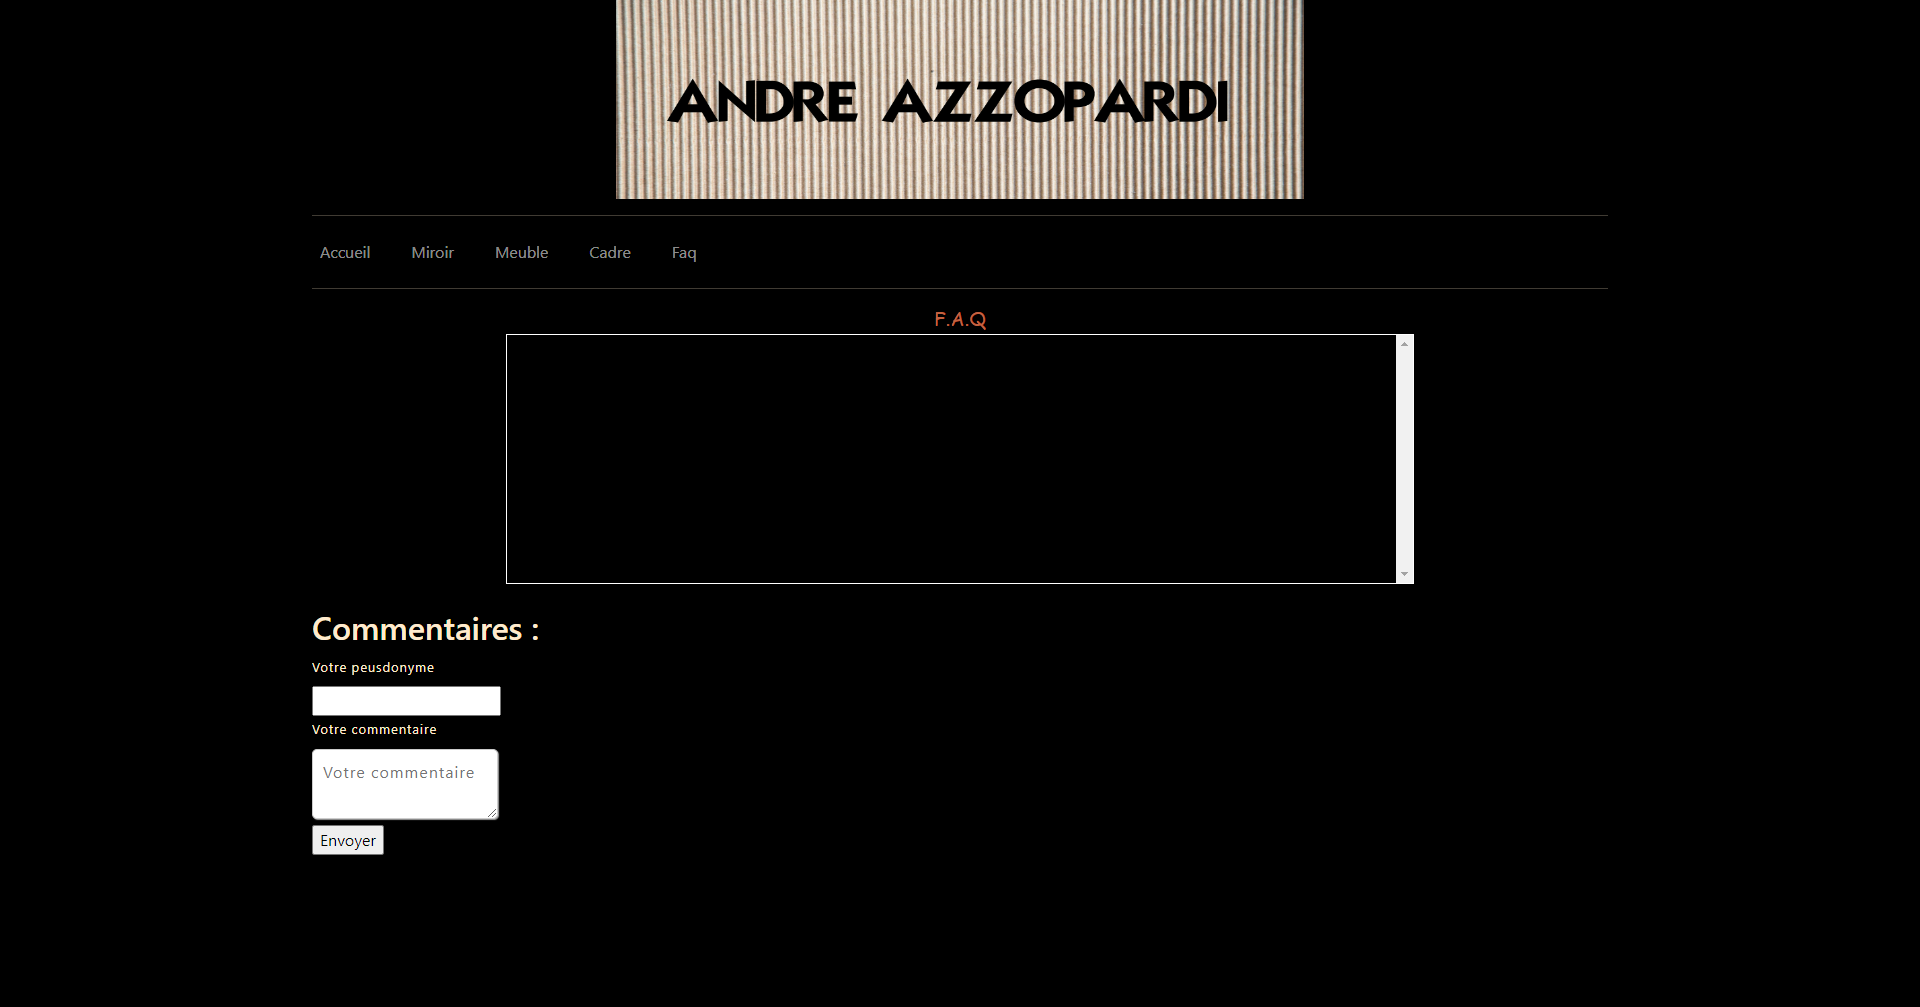 ANDRE AZZOPARDI
Accueil Miroir Meuble Cadre Faq
F.A.Q
Commentaires :
Votre peusdonyme
Votre commentaire
Votre commentaire
Envoyer